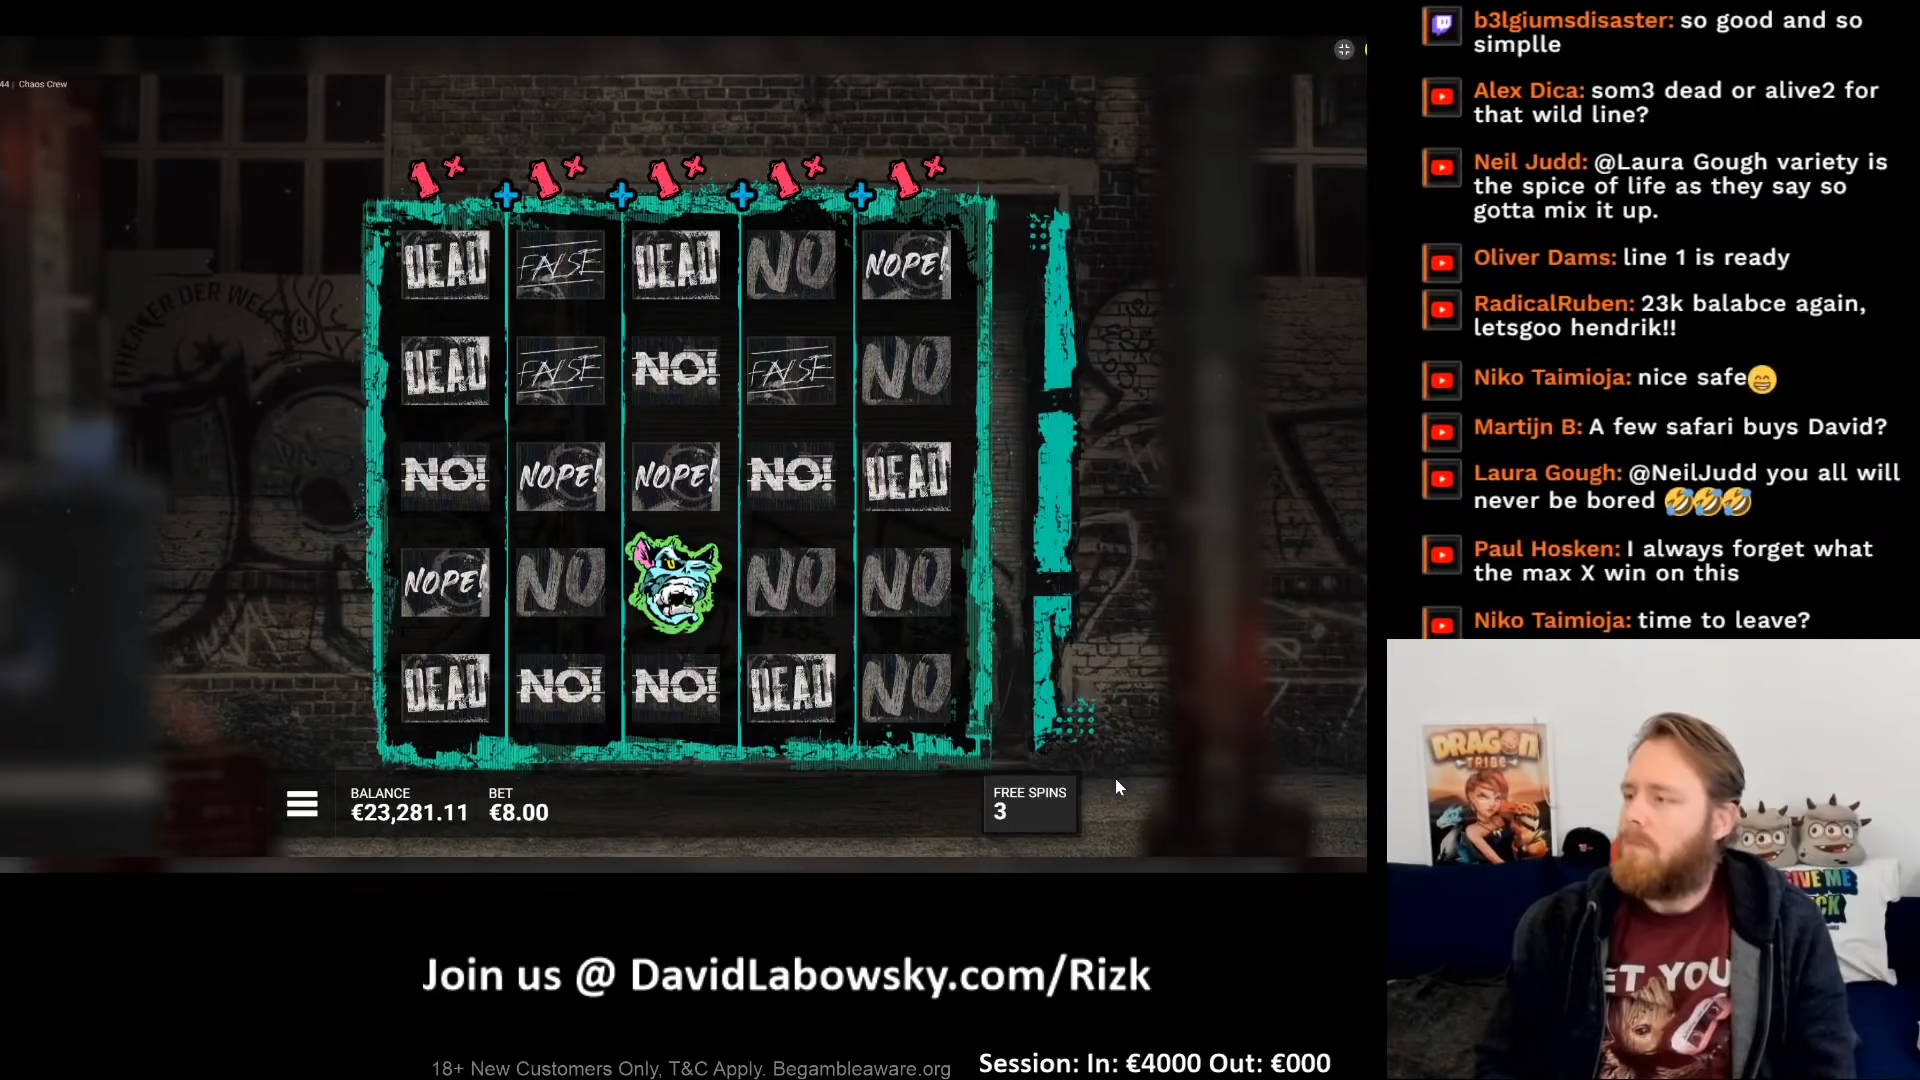 44 | Chaos Crew
1x 1x 1x 1x 1x
DEAD FALSE DEAD NO NOPE!
DEAD FALSE NO! FALSE NO
NO! NOPE! NOPE! NO! DEAD
NOPE! NO NO NO
DEAD NO! NO! DEAD NO
BALANCE
€23,281.11
BET
€8.00
FREE SPINS
3
b3lgiumsdisaster: so good and so
simplle
Alex Dica: som3 dead or alive2 for
that wild line?
Neil Judd: @Laura Gough variety is
the spice of life as they say so
gotta mix it up.
Oliver Dams: line 1 is ready
RadicalRuben: 23k balabce again,
letsgoo hendrik!!
Niko Taimioja: nice safe😁
Martijn B: A few safari buys David?
Laura Gough: @NeilJudd you all will
never be bored 🤣🤣🤣
Paul Hosken: I always forget what
the max X win on this
Niko Taimioja: time to leave?
DRAGON
TRIBE
GIVE ME
ET YOU
Join us @ DavidLabowsky.com/Rizk
18+ New Customers Only, T&C Apply. Begambleaware.org
Session: In: €4000 Out: €000